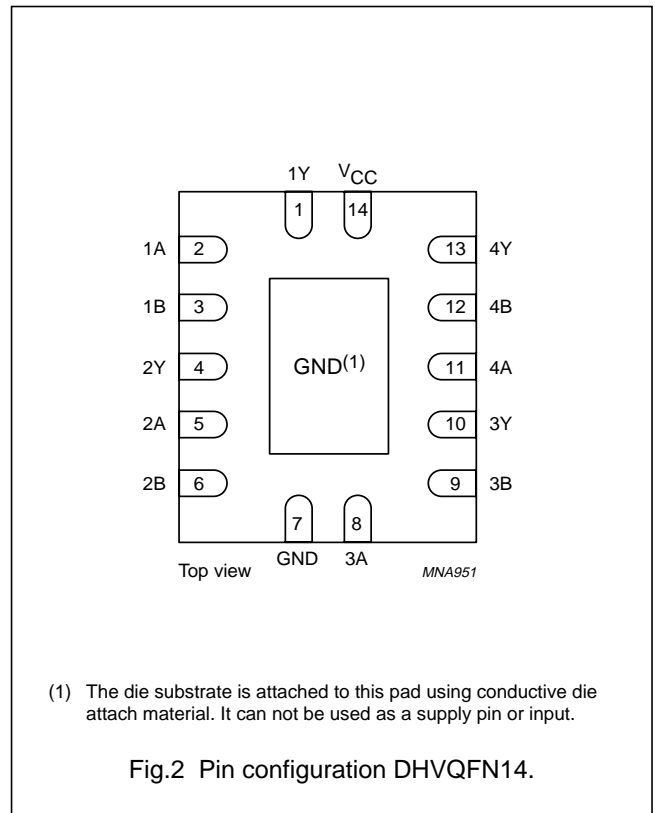 1Y VCC
1 14
1A 2 13 4Y
1B 3 12 4B
2Y 4 GND(1) 11 4A
2A 5 10 3Y
2B 6 9 3B
7 8
Top view GND 3A MNA951
(1) The die substrate is attached to this pad using conductive die
attach material. It can not be used as a supply pin or input.
Fig.2 Pin configuration DHVQFN14.